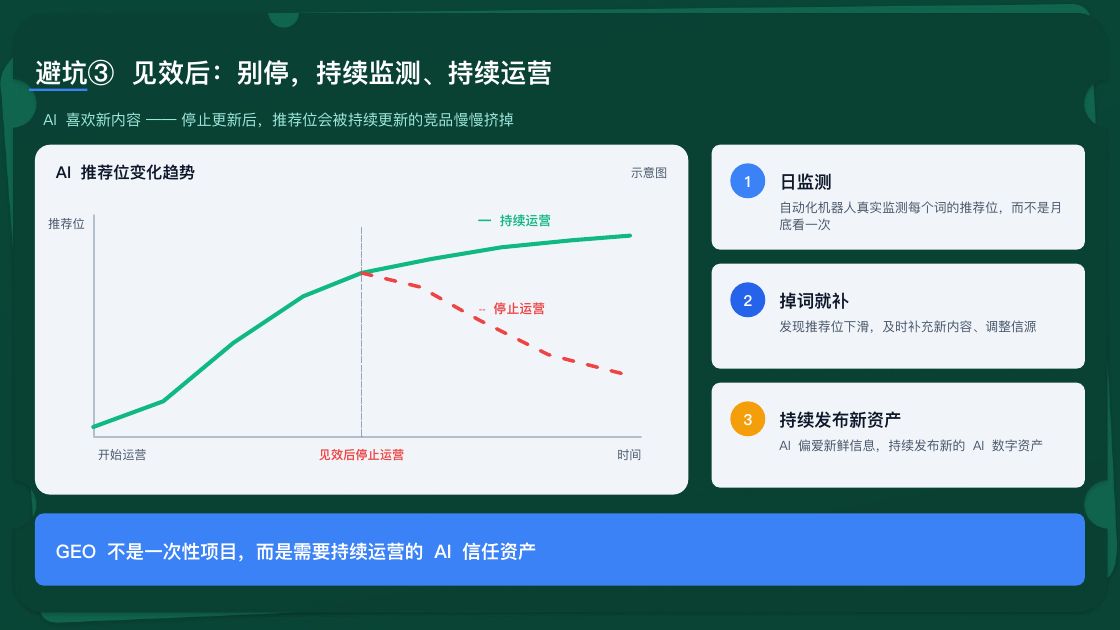 避坑③ 见效后：别停，持续监测、持续运营
AI 喜欢新内容 —— 停止更新后，推荐位会被持续更新的竞品慢慢挤掉
AI 推荐位变化趋势
示意图
推荐位
— 持续运营
-- 停止运营
开始运营
见效后停止运营
时间
1
日监测
自动化机器人真实监测每个词的推荐位，而不是月
底看一次
2
掉词就补
发现推荐位下滑，及时补充新内容、调整信源
3
持续发布新资产
AI 偏爱新鲜信息，持续发布新的 AI 数字资产
GEO 不是一次性项目，而是需要持续运营的 AI 信任资产